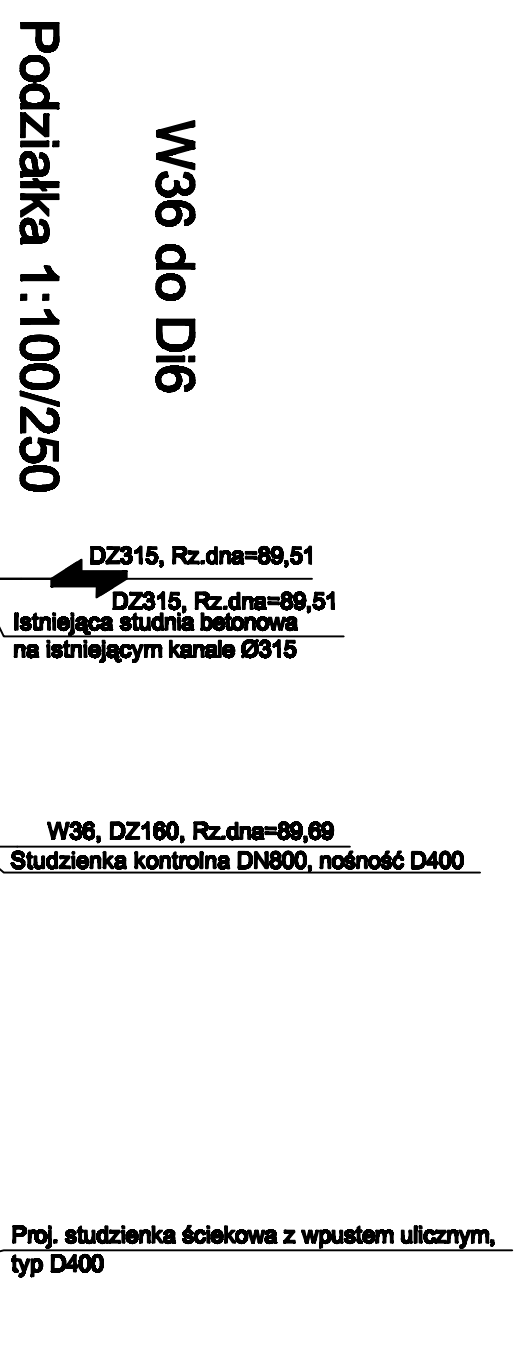 Podziałka 1:100/250
W36 do Di6
DZ315, Rz.dna=89,51
DZ315, Rz.dna=89,51
Istniejąca studnia betonowa
na istniejącym kanale Ø315
W36, DZ160, Rz.dna=89,69
Studzienka kontrolna DN800, nośność D400
Proj. studzienka ściekowa z wpustem ulicznym,
typ D400